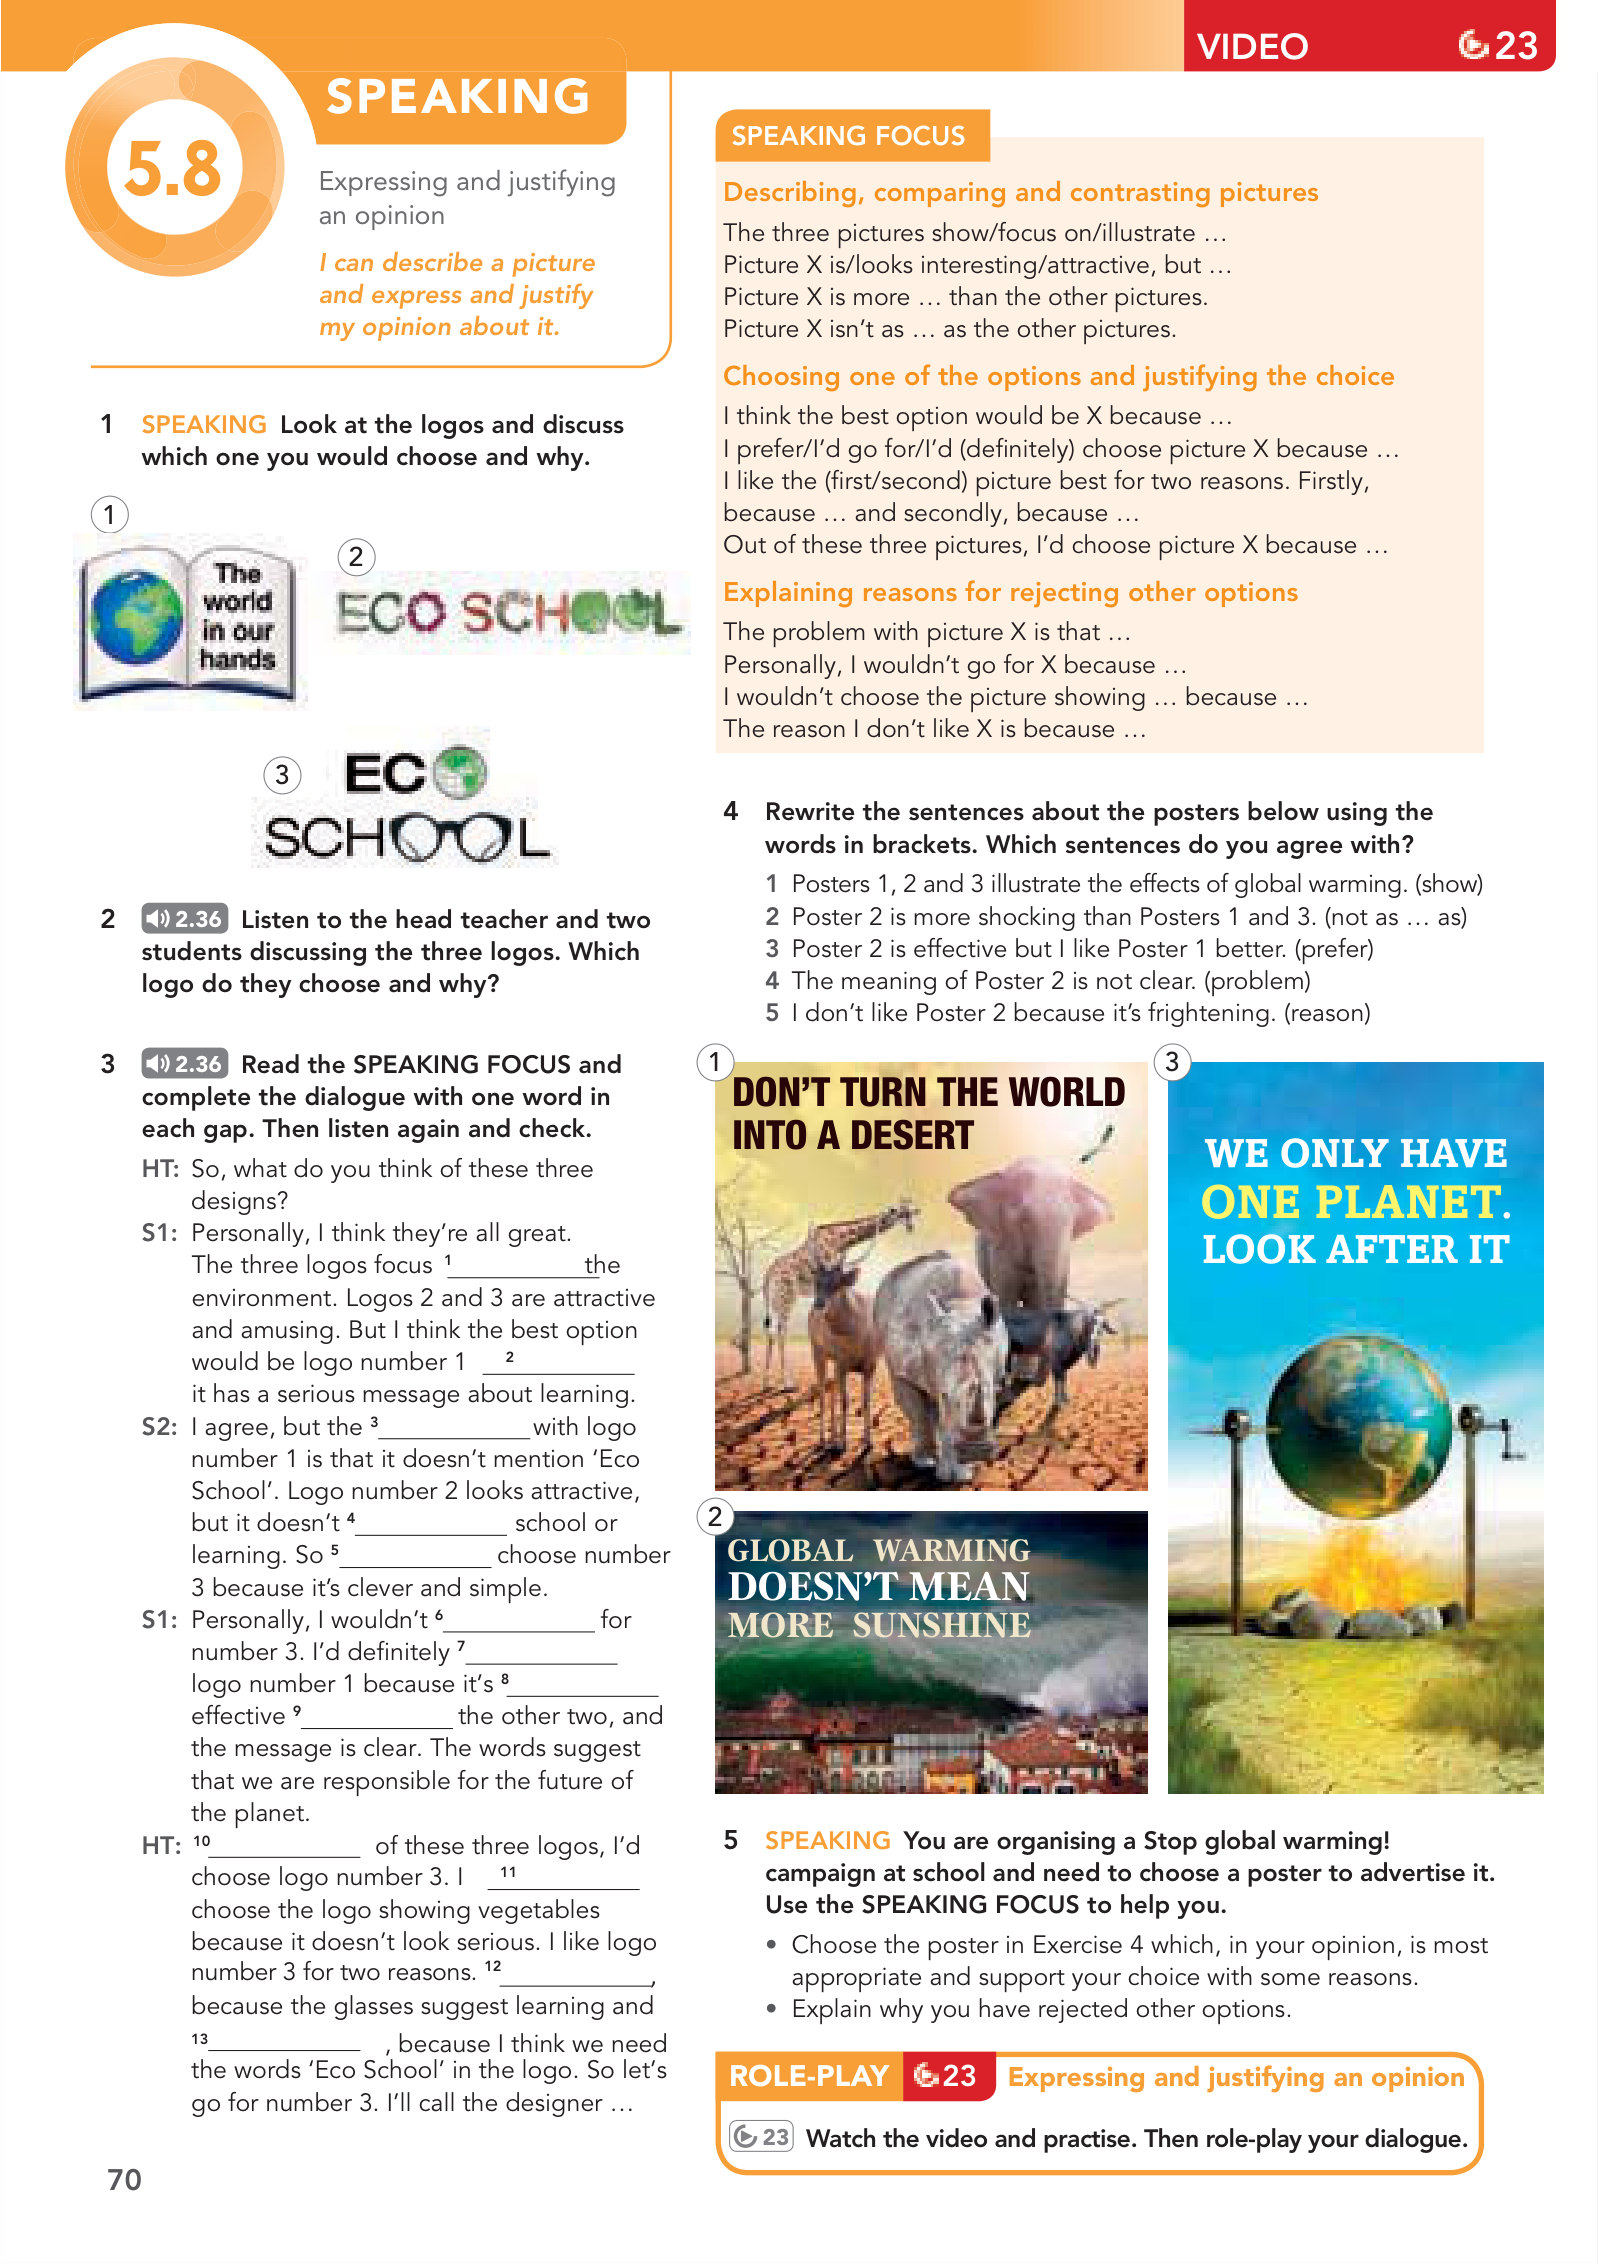 VIDEO 23
SPEAKING
5.8
Expressing and justifying
an opinion
I can describe a picture
and express and justify
my opinion about it.
1 SPEAKING Look at the logos and discuss
which one you would choose and why.
1
The
world
in our
hands
2
ECO SCHOOL
3
ECO
SCHOOL
2 2.36 Listen to the head teacher and two
students discussing the three logos. Which
logo do they choose and why?
3 2.36 Read the SPEAKING FOCUS and
complete the dialogue with one word in
each gap. Then listen again and check.
HT: So, what do you think of these three
designs?
S1: Personally, I think they're all great.
The three logos focus 1 ____________ the
environment. Logos 2 and 3 are attractive
and amusing. But I think the best option
would be logo number 1 2 ____________
it has a serious message about learning.
S2: I agree, but the 3 ____________ with logo
number 1 is that it doesn't mention 'Eco
School'. Logo number 2 looks attractive,
but it doesn't 4 ____________ school or
learning. So 5 ____________ choose number
3 because it's clever and simple.
S1: Personally, I wouldn't 6 ____________ for
number 3. I'd definitely 7 ____________
logo number 1 because it's 8 ____________
effective 9 ____________ the other two, and
the message is clear. The words suggest
that we are responsible for the future of
the planet.
HT: 10 ____________ of these three logos, I'd
choose logo number 3. I 11 ____________
choose the logo showing vegetables
because it doesn't look serious. I like logo
number 3 for two reasons. 12 ____________,
because the glasses suggest learning and
13 ____________ , because I think we need
the words 'Eco School' in the logo. So let's
go for number 3. I'll call the designer …
70
SPEAKING FOCUS
Describing, comparing and contrasting pictures
The three pictures show/focus on/illustrate …
Picture X is/looks interesting/attractive, but …
Picture X is more … than the other pictures.
Picture X isn't as … as the other pictures.
Choosing one of the options and justifying the choice
I think the best option would be X because …
I prefer/I'd go for/I'd (definitely) choose picture X because …
I like the (first/second) picture best for two reasons. Firstly,
because … and secondly, because …
Out of these three pictures, I'd choose picture X because …
Explaining reasons for rejecting other options
The problem with picture X is that …
Personally, I wouldn't go for X because …
I wouldn't choose the picture showing … because …
The reason I don't like X is because …
4 Rewrite the sentences about the posters below using the
words in brackets. Which sentences do you agree with?
1 Posters 1, 2 and 3 illustrate the effects of global warming. (show)
2 Poster 2 is more shocking than Posters 1 and 3. (not as … as)
3 Poster 2 is effective but I like Poster 1 better. (prefer)
4 The meaning of Poster 2 is not clear. (problem)
5 I don't like Poster 2 because it's frightening. (reason)
1
DON'T TURN THE WORLD
INTO A DESERT
2
GLOBAL WARMING
DOESN'T MEAN
MORE SUNSHINE
3
WE ONLY HAVE
ONE PLANET.
LOOK AFTER IT
5 SPEAKING You are organising a Stop global warming!
campaign at school and need to choose a poster to advertise it.
Use the SPEAKING FOCUS to help you.
• Choose the poster in Exercise 4 which, in your opinion, is most
appropriate and support your choice with some reasons.
• Explain why you have rejected other options.
ROLE-PLAY 23 Expressing and justifying an opinion
23 Watch the video and practise. Then role-play your dialogue.